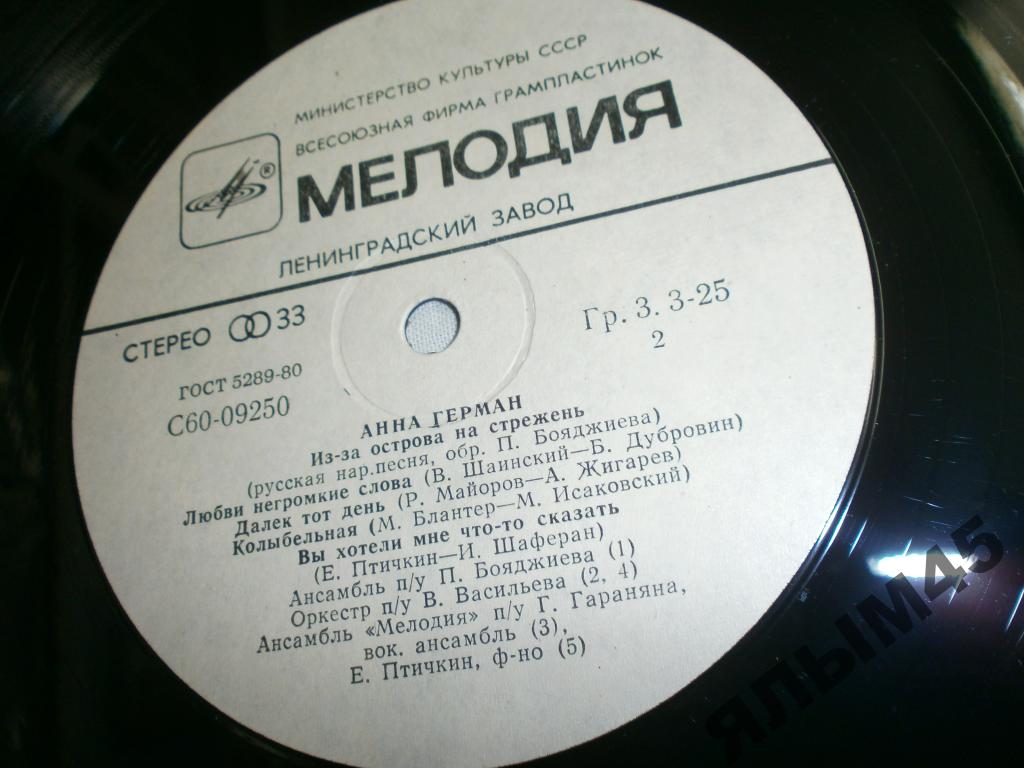 МИНИСТЕРСТВО КУЛЬТУРЫ СССР
ВСЕСОЮЗНАЯ ФИРМА ГРАМПЛАСТИНОК
МЕЛОДИЯ
®
ЛЕНИНГРАДСКИЙ ЗАВОД
СТЕРЕО 33
Гр. 3. 3-25
2
ГОСТ 5289-80
С60-09250
АННА ГЕРМАН
Из-за острова на стрежень
(русская нар.песня, обр. П. Бояджиева)
Любви негромкие слова (В. Шаинский—Б. Дубровин)
Далек тот день (Р. Майоров—А. Жигарев)
Колыбельная (М. Блантер—М. Исаковский)
Вы хотели мне что-то сказать
(Е. Птичкин—И. Шаферан)
Ансамбль п/у П. Бояджиева (1)
Оркестр п/у В. Васильева (2, 4)
Ансамбль «Мелодия» п/у Г. Гараняна,
вок. ансамбль (3),
Е. Птичкин, ф-но (5)
ЯЛЫМ45